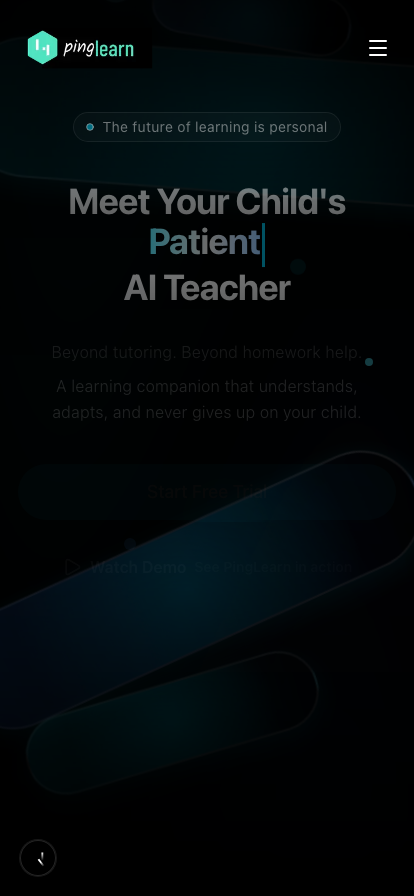 pinglearn
The future of learning is personal
Meet Your Child's
Patient
AI Teacher
Beyond tutoring. Beyond homework help.
A learning companion that understands,
adapts, and never gives up on your child.
Start Free Trial
Watch Demo See PingLearn in action